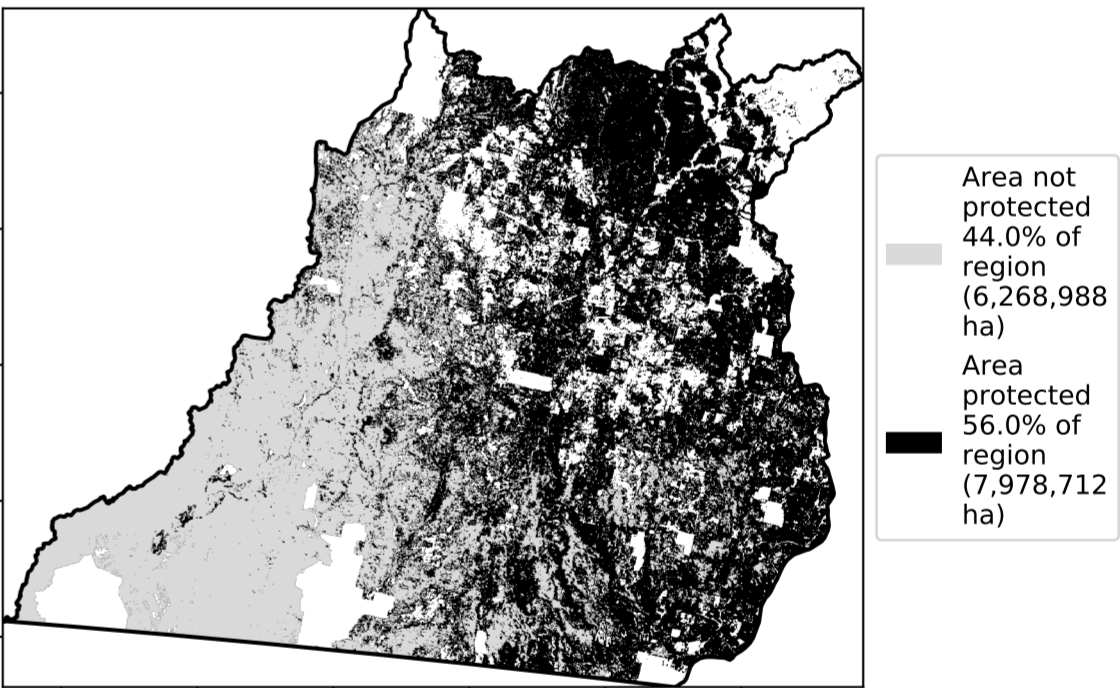 Area not
protected
44.0% of
region
(6,268,988
ha)
Area
protected
56.0% of
region
(7,978,712
ha)